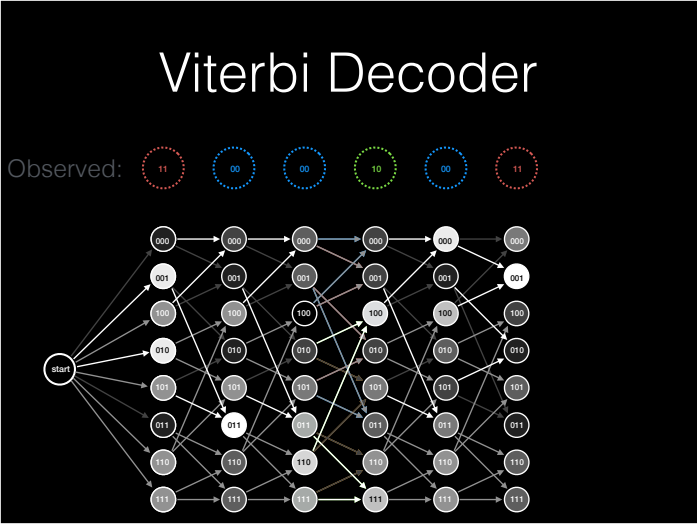 Viterbi Decoder
Observed: 11 00 00 10 00 11
000 000 000 000 000 000
001 001 001 001 001 001
100 100 100 100 100 100
010 010 010 010 010 010
start
101 101 101 101 101 101
011 011 011 011 011 011
110 110 110 110 110 110
111 111 111 111 111 111